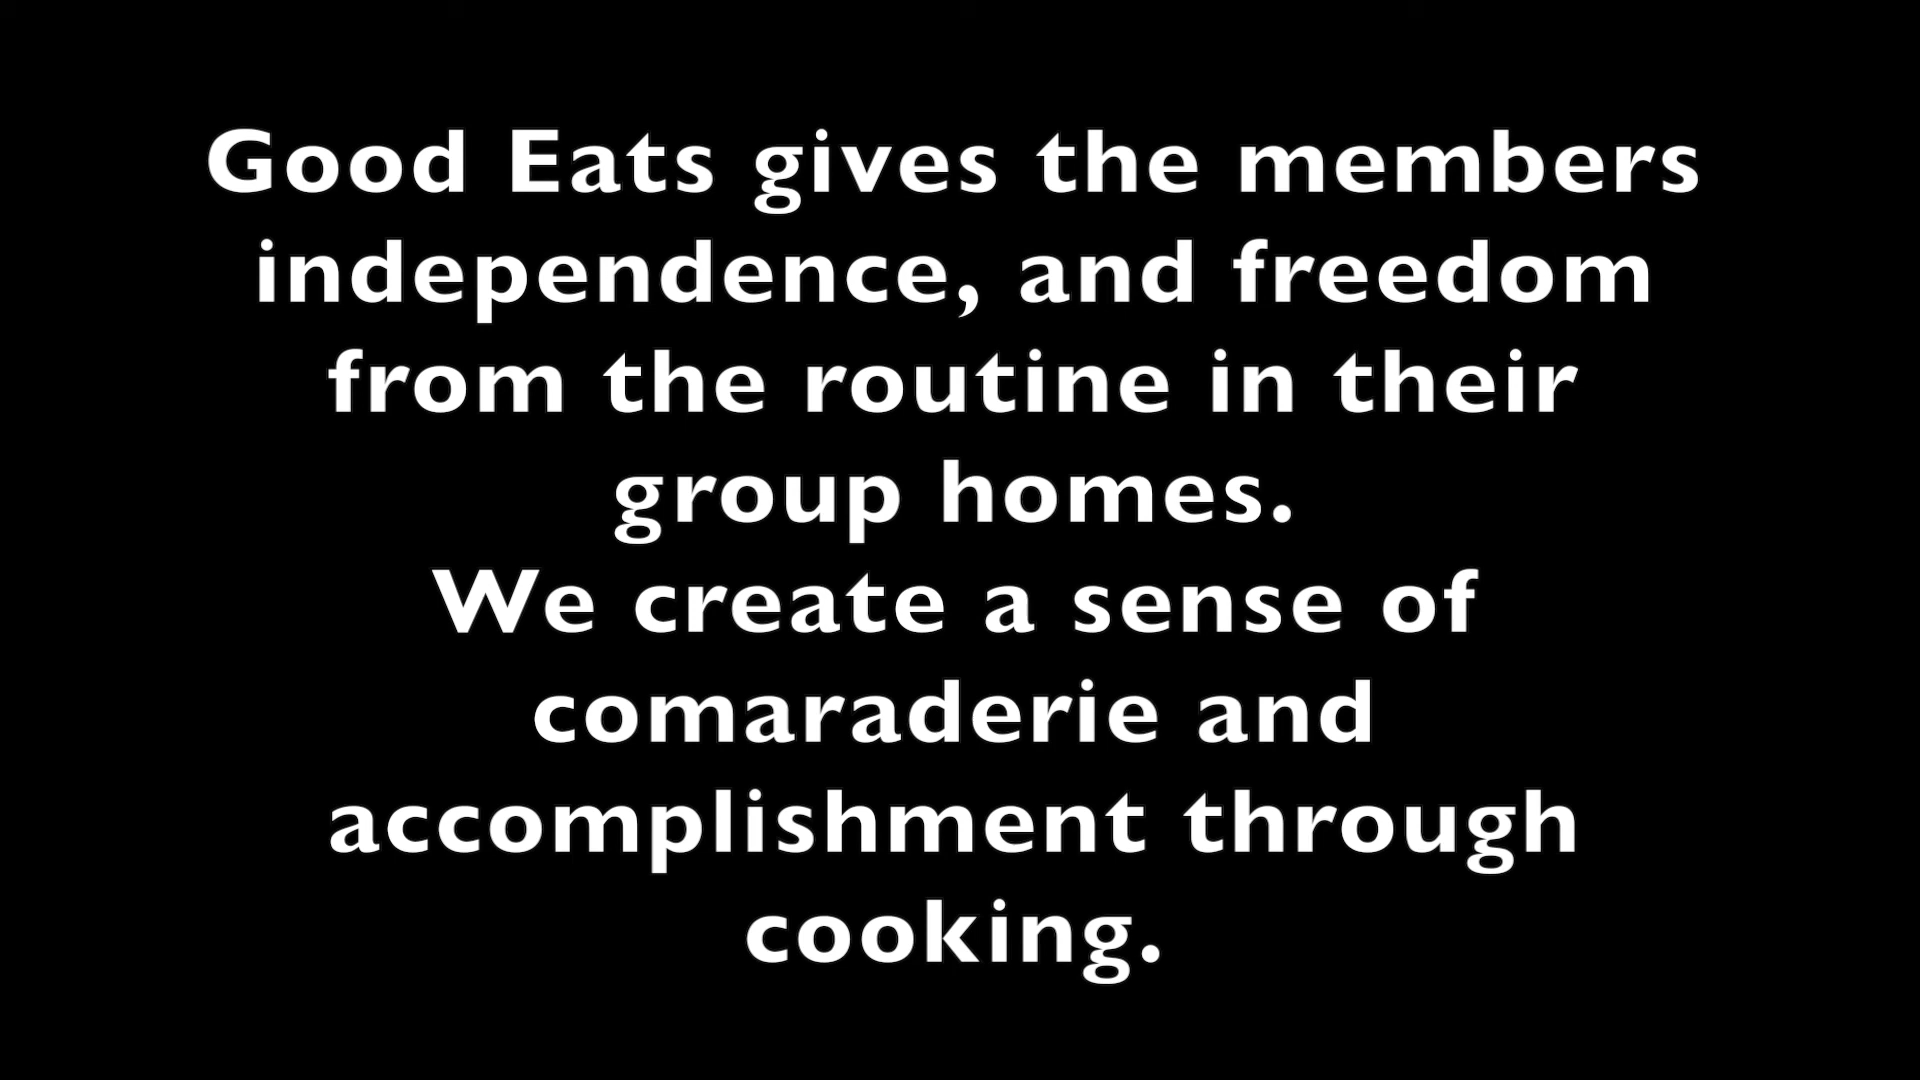 Good Eats gives the members
independence, and freedom
from the routine in their
group homes.
We create a sense of
comaraderie and
accomplishment through
cooking.